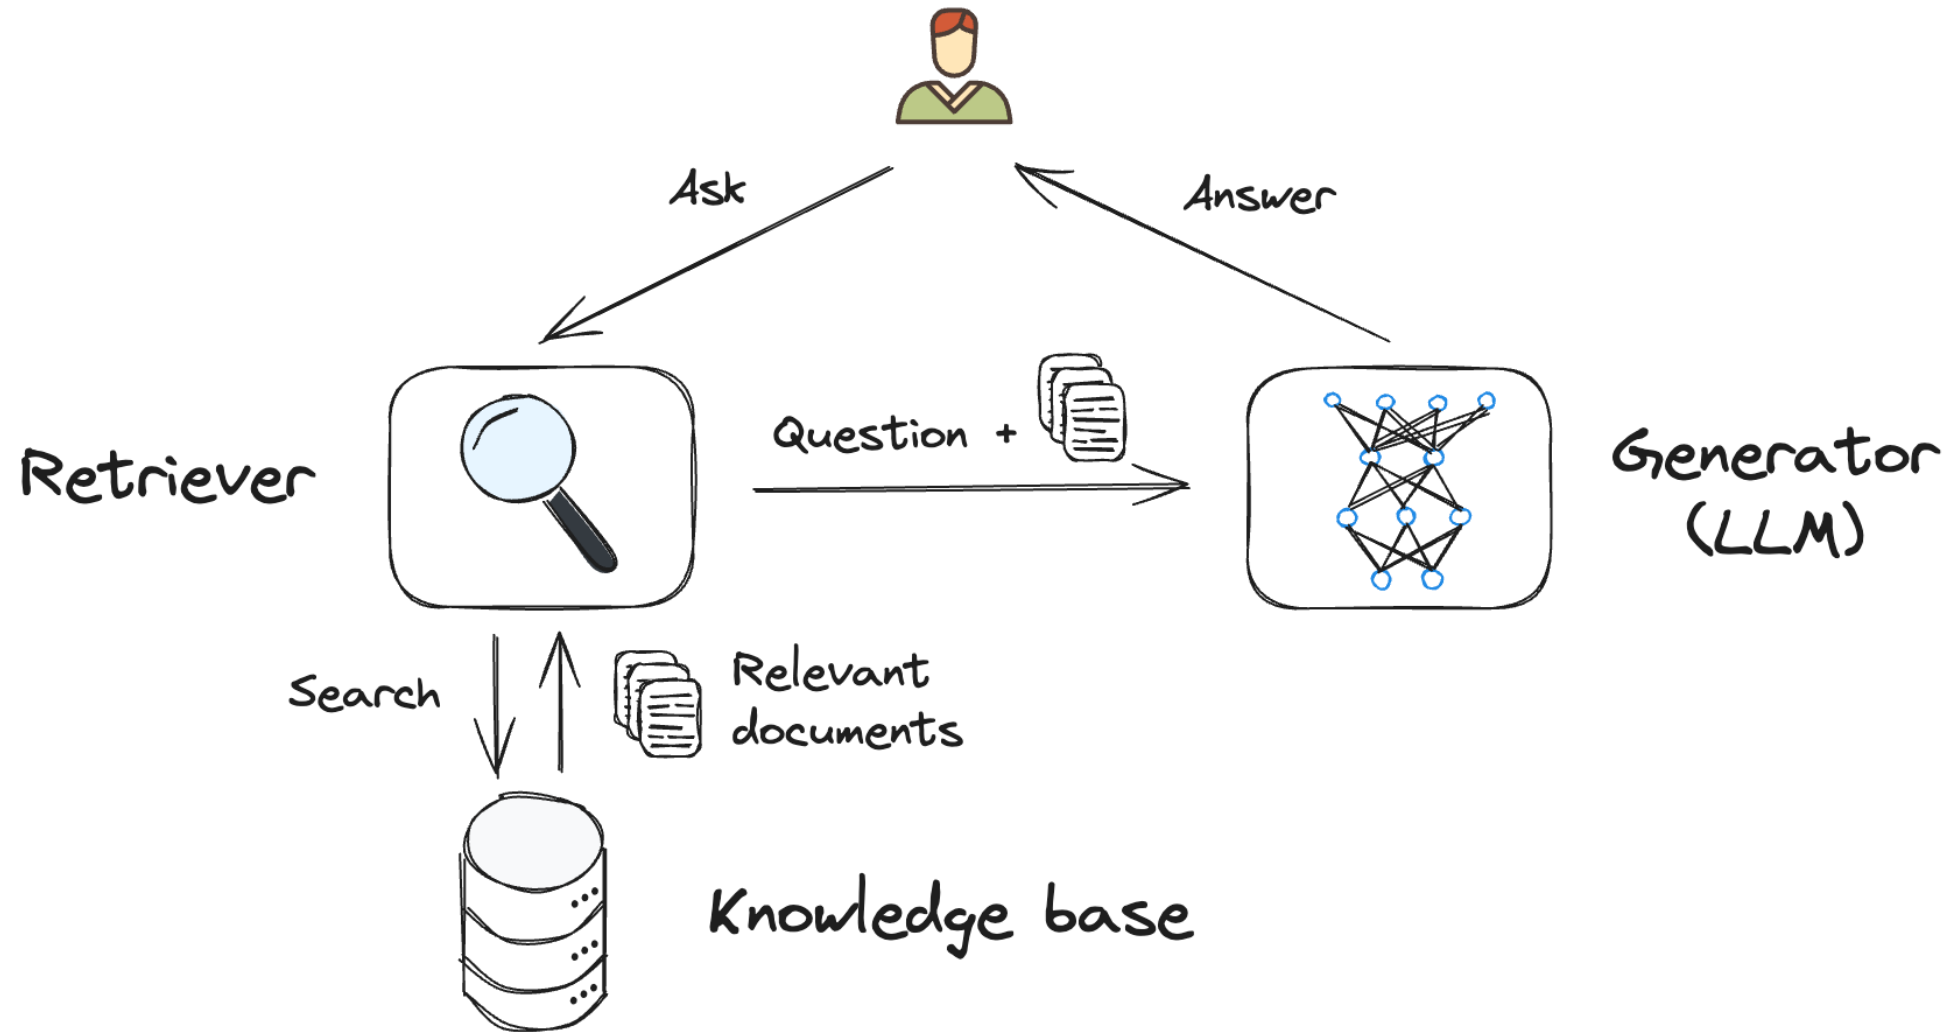 Ask
Answer
Question +
Retriever
Generator
(LLM)
Search
Relevant
documents
Knowledge base